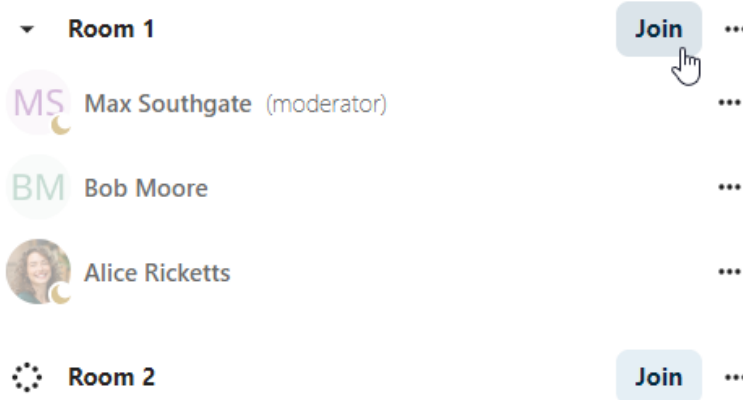 Room 1 Join
MS Max Southgate (moderator)
BM Bob Moore
Alice Ricketts
Room 2 Join